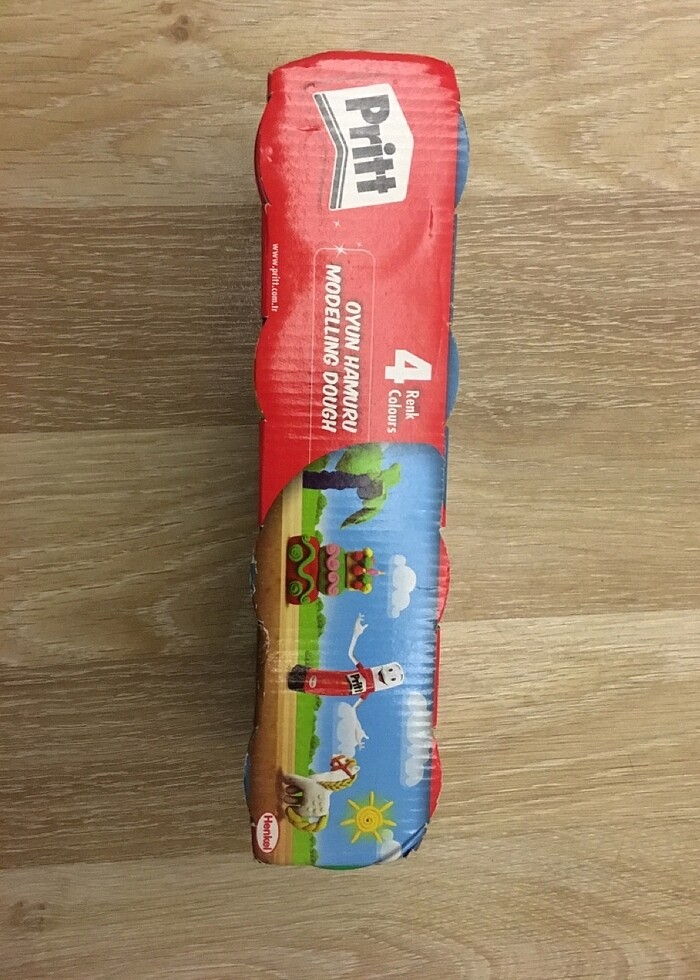 Pritt
www.pritt.com.tr
4 Renk
Colours
OYUN HAMURU
MODELLING DOUGH
Pritt
Henkel